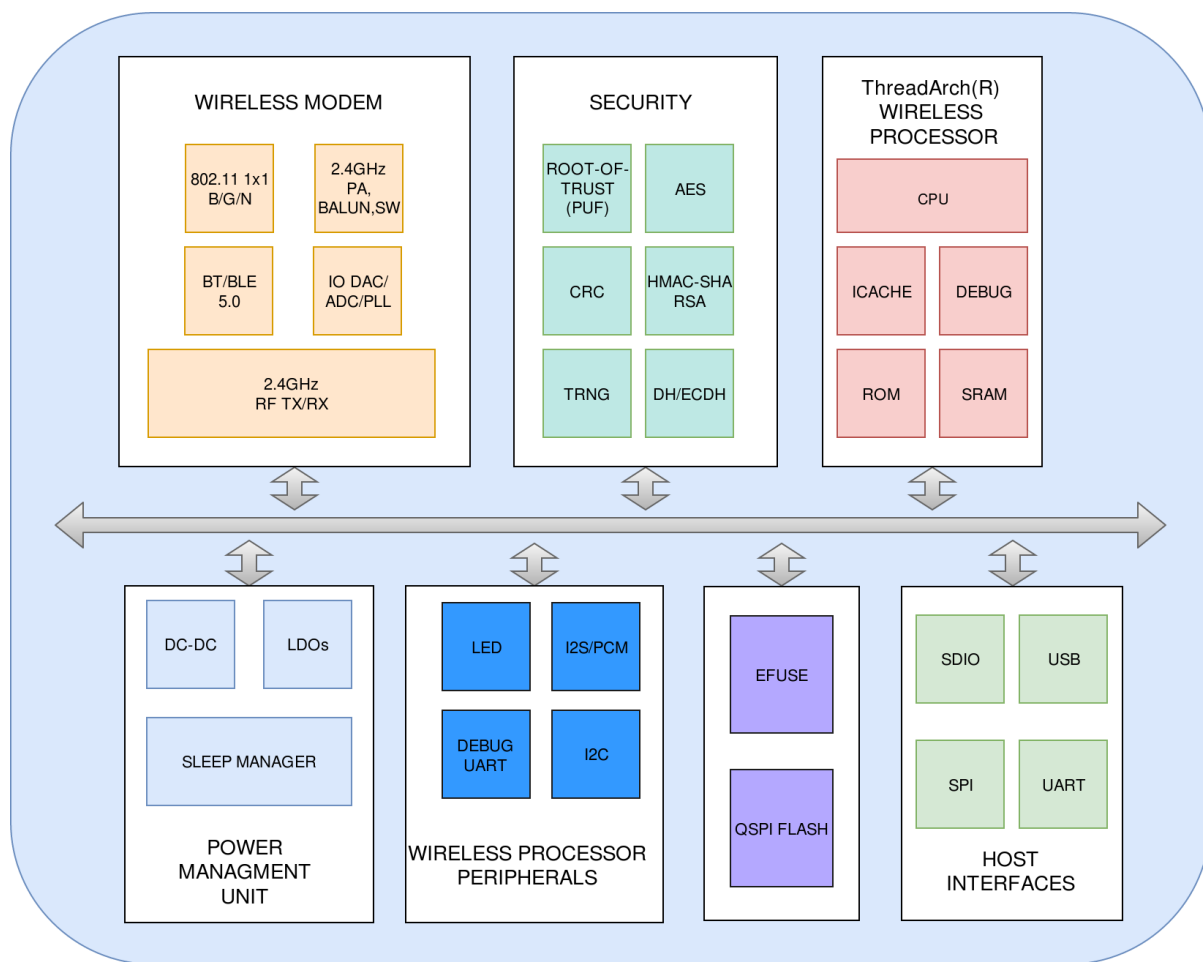 WIRELESS MODEM
802.11 1x1
B/G/N
2.4GHz
PA,
BALUN,SW
BT/BLE
5.0
IO DAC/
ADC/PLL
2.4GHz
RF TX/RX
SECURITY
ROOT-OF-
TRUST
(PUF)
AES
CRC
HMAC-SHA
RSA
TRNG
DH/ECDH
ThreadArch(R)
WIRELESS
PROCESSOR
CPU
ICACHE
DEBUG
ROM
SRAM
DC-DC
LDOs
SLEEP MANAGER
POWER
MANAGMENT
UNIT
LED
I2S/PCM
DEBUG
UART
I2C
WIRELESS PROCESSOR
PERIPHERALS
EFUSE
QSPI FLASH
SDIO
USB
SPI
UART
HOST
INTERFACES